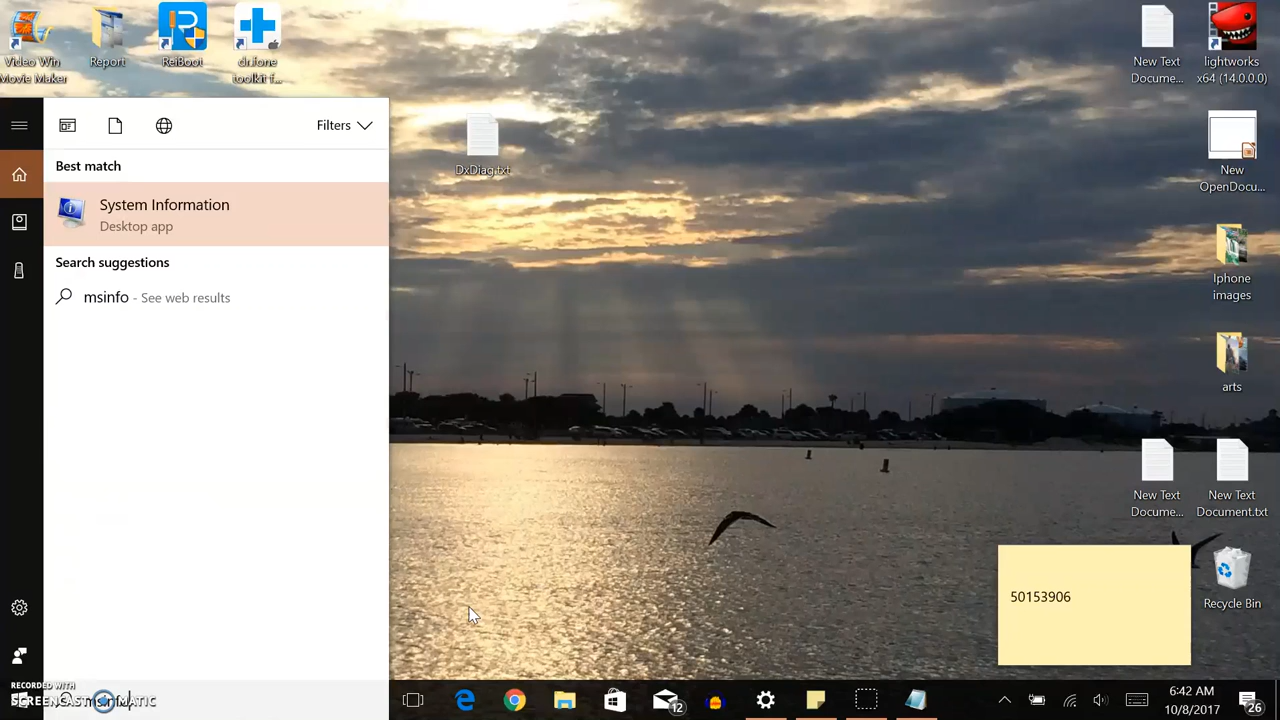 Video Win
Movie Maker
Report
ReiBoot
dr.fone
toolkit f...
New Text
Docume...
lightworks
x64 (14.0.0.0)
Filters
Best match
System Information
Desktop app
Search suggestions
msinfo - See web results
DxDiag.txt
New
OpenDocu...
Iphone
images
arts
New Text
Docume...
New Text
Document.txt
50153906
Recycle Bin
RECORDED WITH
SCREENCAST-O-MATIC
12
6:42 AM
10/8/2017
26